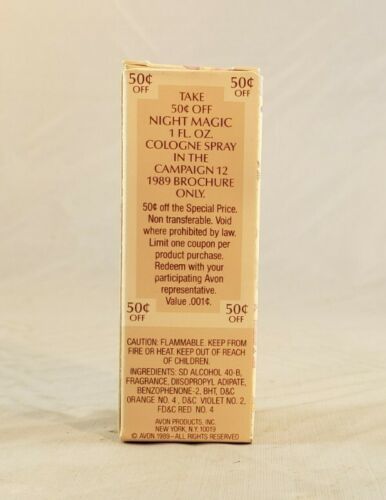 50¢ OFF 50¢ OFF
TAKE
50¢ OFF
NIGHT MAGIC
1 FL. OZ.
COLOGNE SPRAY
IN THE
CAMPAIGN 12
1989 BROCHURE
ONLY.
50¢ off the Special Price.
Non transferable. Void
where prohibited by law.
Limit one coupon per
product purchase.
Redeem with your
participating Avon
representative.
Value .001¢.
50¢ OFF 50¢ OFF
CAUTION: FLAMMABLE. KEEP FROM
FIRE OR HEAT. KEEP OUT OF REACH
OF CHILDREN.
INGREDIENTS: SD ALCOHOL 40-B,
FRAGRANCE, DIISOPROPYL ADIPATE,
BENZOPHENONE-2, BHT, D&C
ORANGE NO. 4, D&C VIOLET NO. 2,
FD&C RED NO. 4
AVON PRODUCTS, INC.
NEW YORK, N.Y. 10019
© AVON 1989-ALL RIGHTS RESERVED